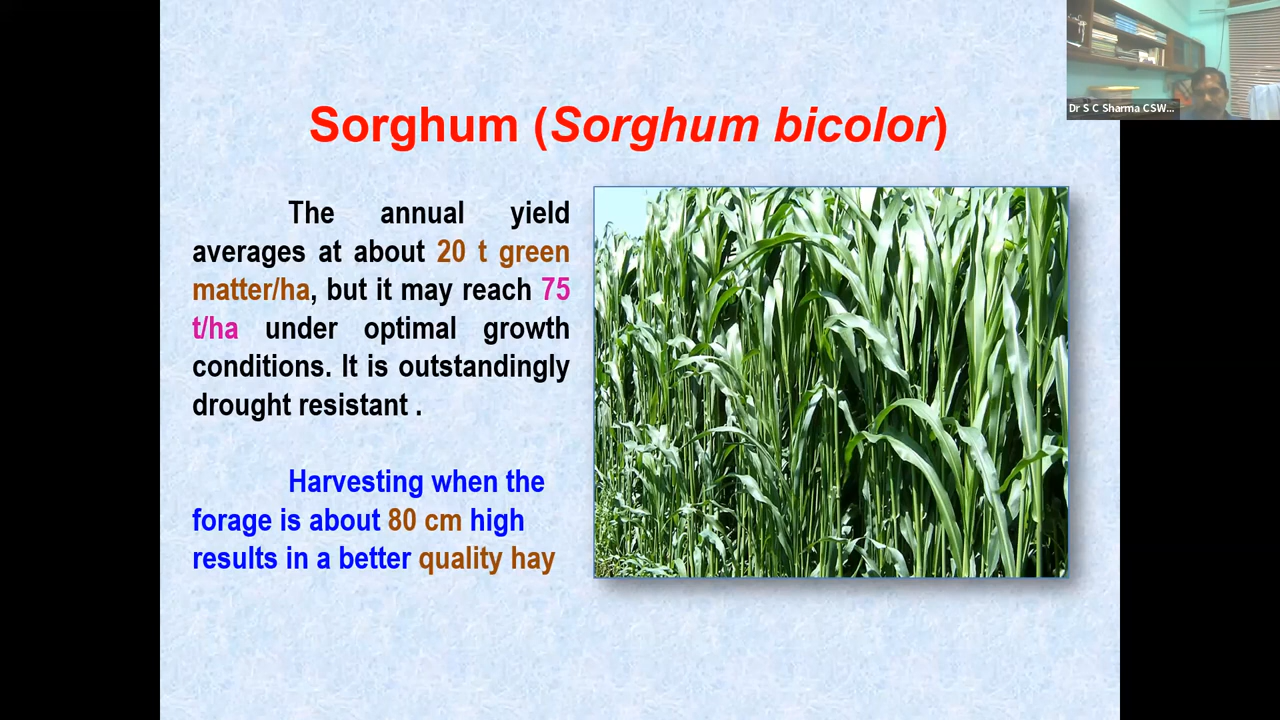 Dr S C Sharma CSW...
Sorghum (Sorghum bicolor)
The annual yield
averages at about 20 t green
matter/ha, but it may reach 75
t/ha under optimal growth
conditions. It is outstandingly
drought resistant .
Harvesting when the
forage is about 80 cm high
results in a better quality hay